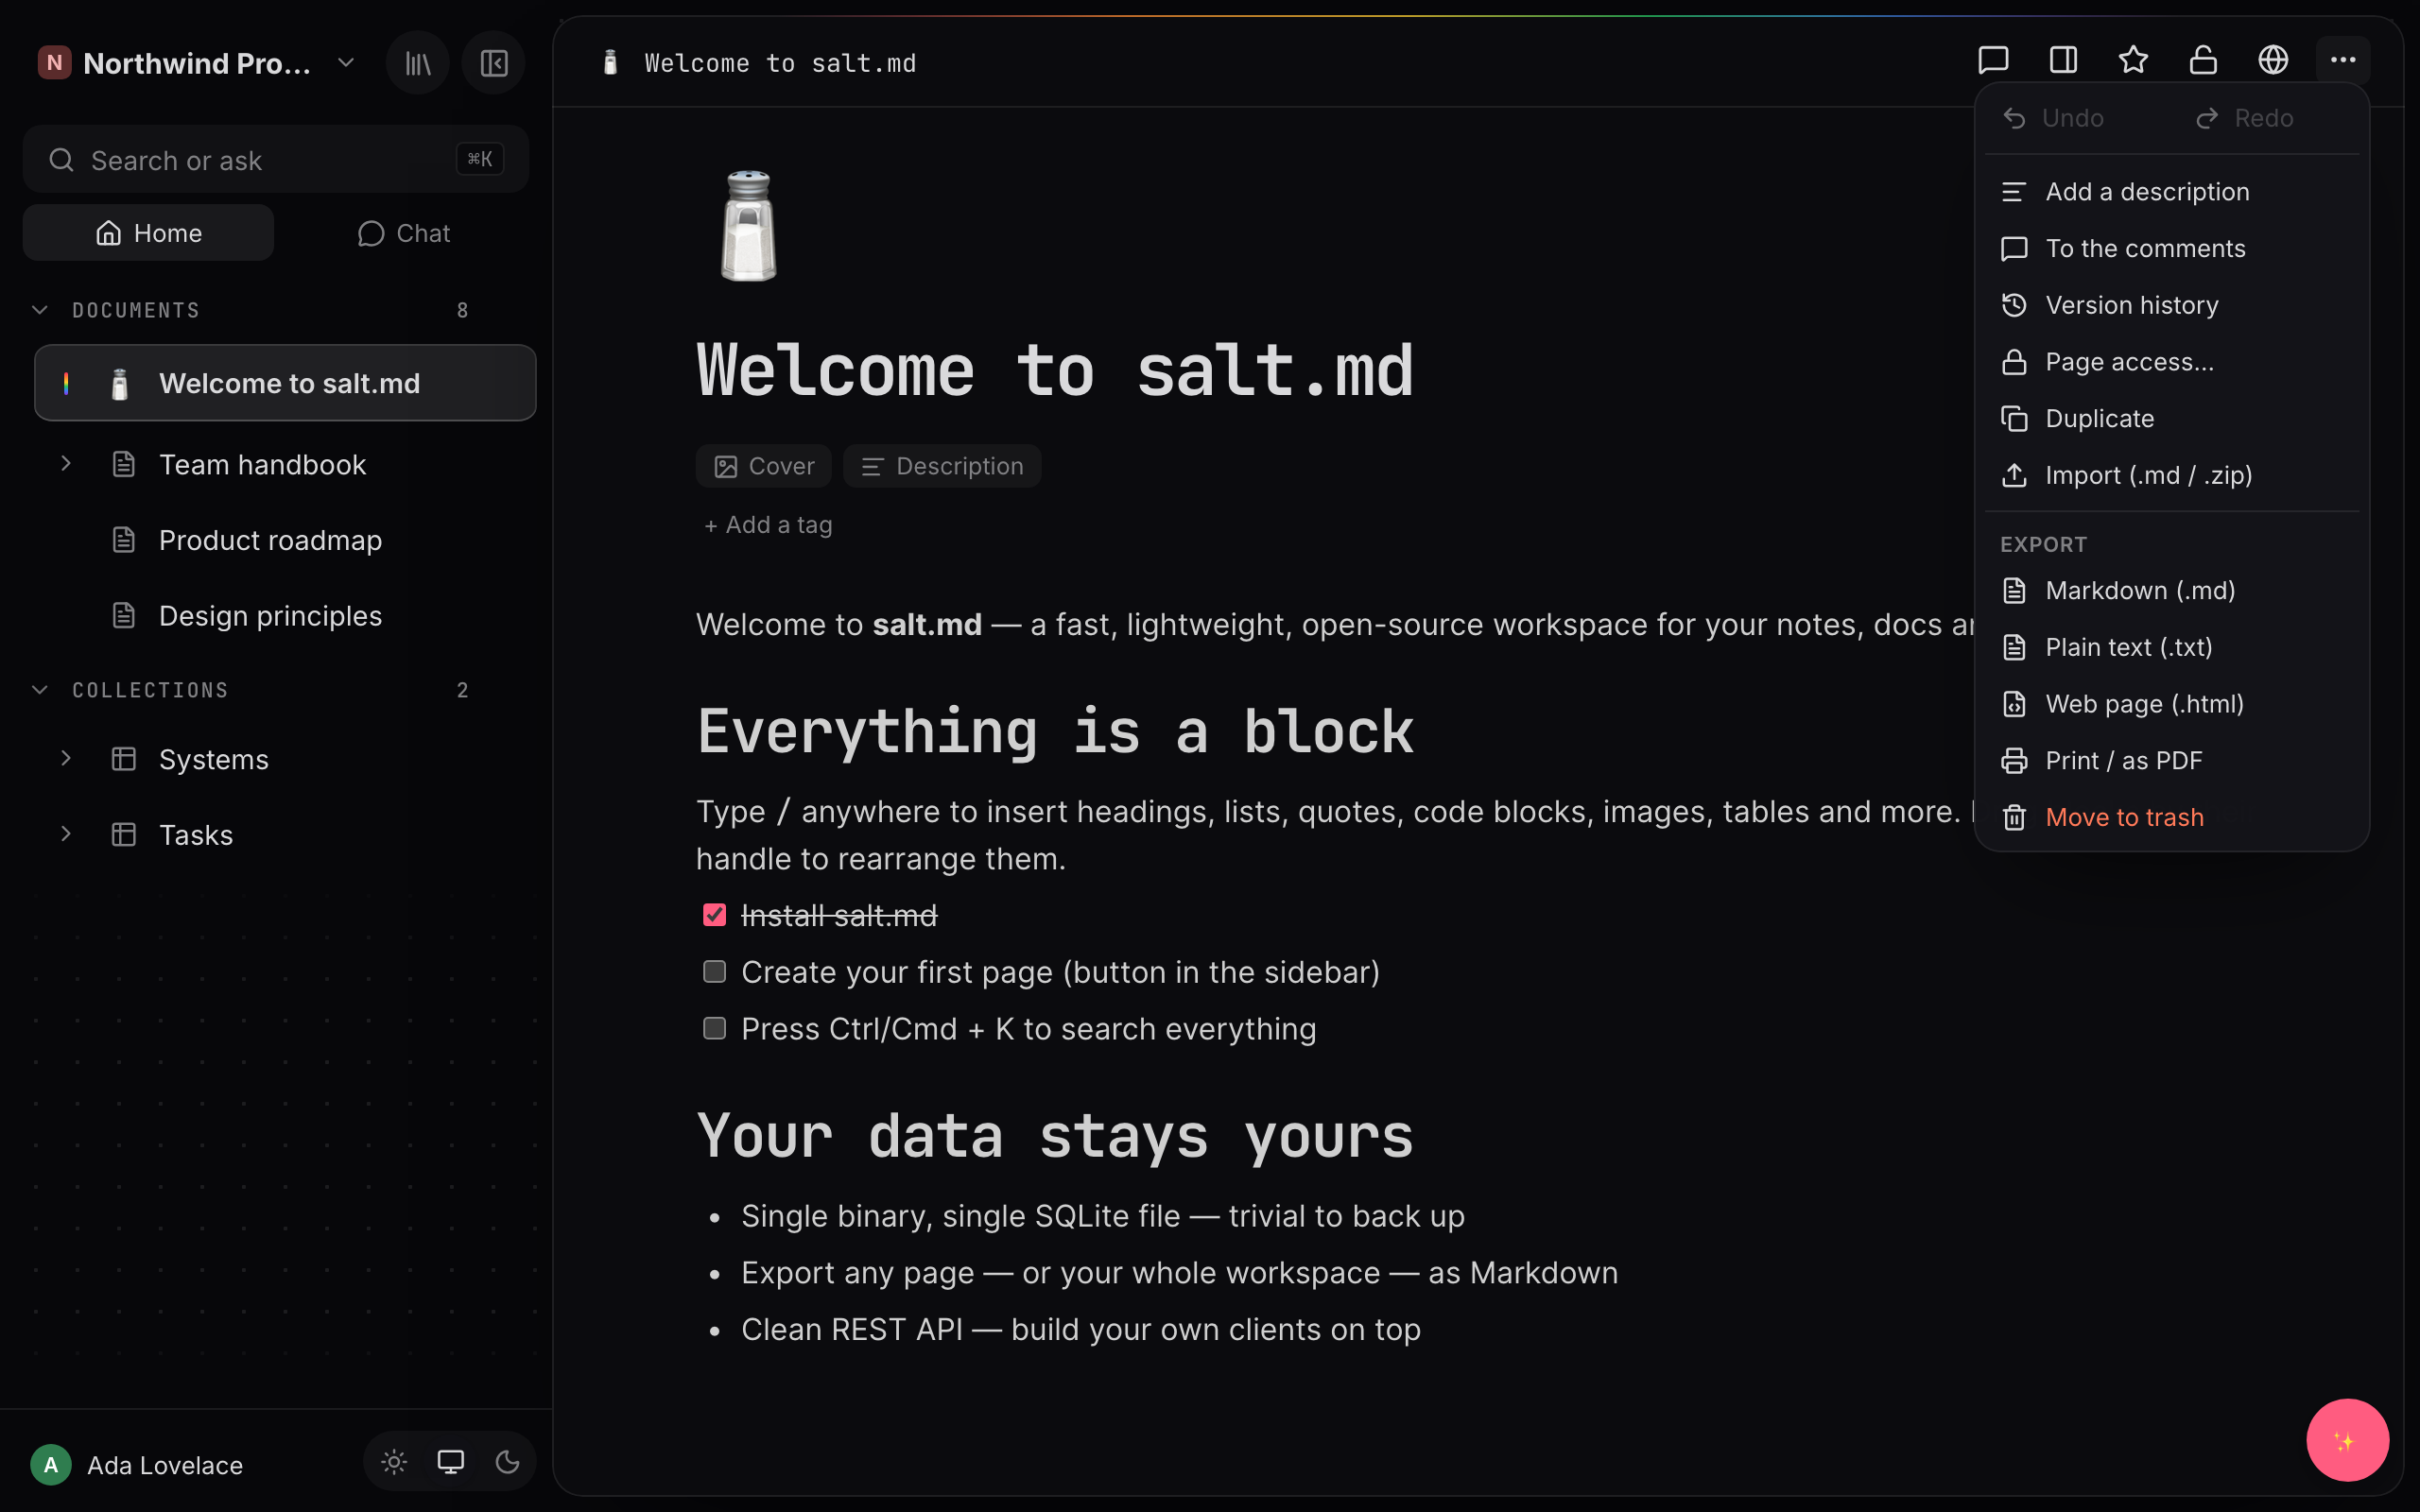 N Northwind Pro...
Search or ask ⌘K
Home Chat
DOCUMENTS 8
Welcome to salt.md
Team handbook
Product roadmap
Design principles
COLLECTIONS 2
Systems
Tasks
A Ada Lovelace
Welcome to salt.md
Welcome to salt.md
Cover Description
+ Add a tag
Welcome to salt.md — a fast, lightweight, open-source workspace for your notes, docs
Everything is a block
Type / anywhere to insert headings, lists, quotes, code blocks, images, tables and more.
handle to rearrange them.
Install salt.md
Create your first page (button in the sidebar)
Press Ctrl/Cmd + K to search everything
Your data stays yours
• Single binary, single SQLite file — trivial to back up
• Export any page — or your whole workspace — as Markdown
• Clean REST API — build your own clients on top
Undo Redo
Add a description
To the comments
Version history
Page access...
Duplicate
Import (.md / .zip)
EXPORT
Markdown (.md)
Plain text (.txt)
Web page (.html)
Print / as PDF
Move to trash